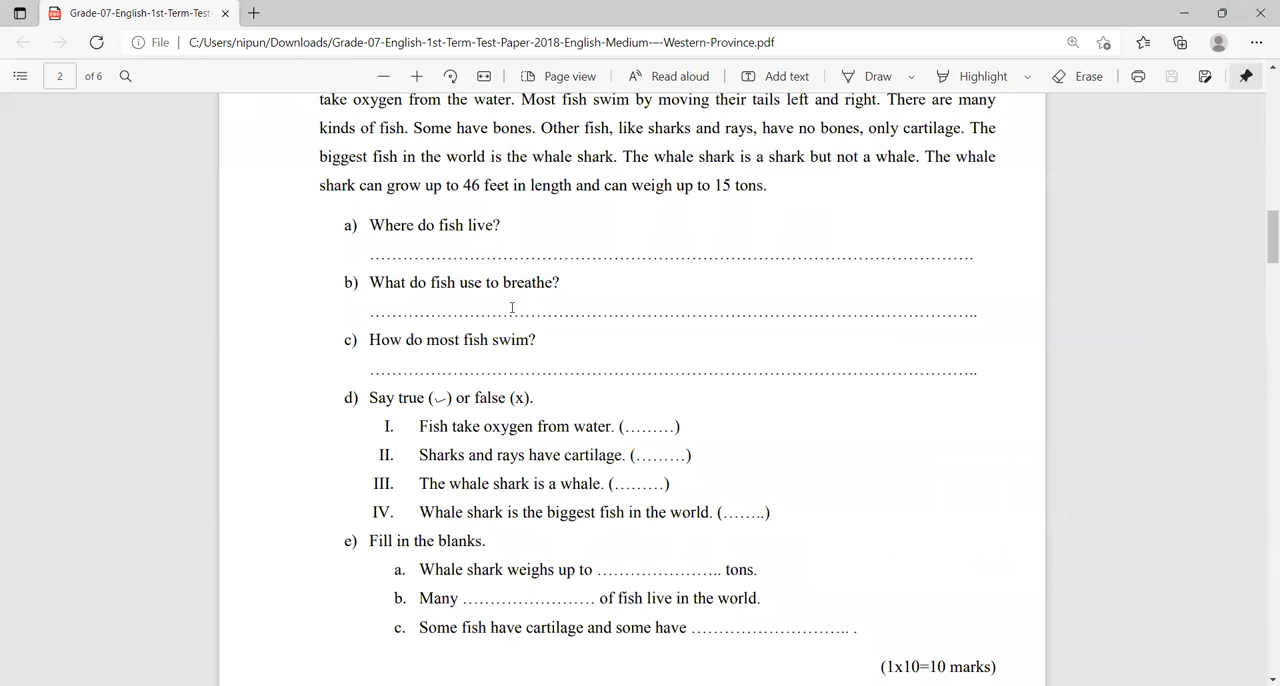 Grade-07-English-1st-Term-Test-
File | C:/Users/nipun/Downloads/Grade-07-English-1st-Term-Test-Paper-2018-English-Medium-–-Western-Province.pdf
2 of 6 Page view Read aloud Add text Draw Highlight Erase
take oxygen from the water. Most fish swim by moving their tails left and right. There are many
kinds of fish. Some have bones. Other fish, like sharks and rays, have no bones, only cartilage. The
biggest fish in the world is the whale shark. The whale shark is a shark but not a whale. The whale
shark can grow up to 46 feet in length and can weigh up to 15 tons.
a) Where do fish live?
……………………………………………………………………………………………….
b) What do fish use to breathe?
………………………………………………………………………………………………..
c) How do most fish swim?
………………………………………………………………………………………………..
d) Say true (✓) or false (x).
I. Fish take oxygen from water. (………)
II. Sharks and rays have cartilage. (………)
III. The whale shark is a whale. (………)
IV. Whale shark is the biggest fish in the world. (……..)
e) Fill in the blanks.
a. Whale shark weighs up to ………………….. tons.
b. Many …………………… of fish live in the world.
c. Some fish have cartilage and some have ……………………….. .
(1x10=10 marks)